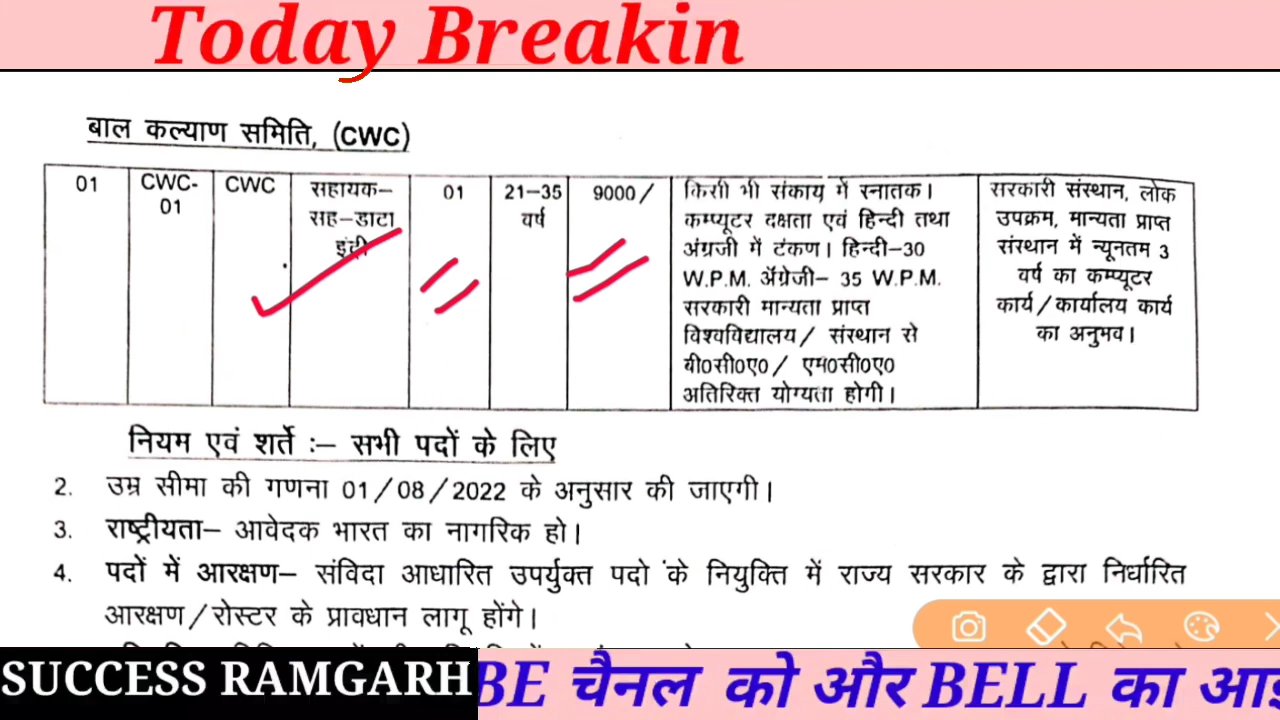 Today Breakin
बाल कल्याण समिति, (CWC)
01 CWC-01 CWC सहायक–सह–डाटा इंट्री 01 21–35 वर्ष 9000/
किसी भी संकाय में स्नातक।
कम्प्यूटर दक्षता एवं हिन्दी तथा
अंग्रजी में टंकण। हिन्दी–30
W.P.M. अँग्रेजी– 35 W.P.M.
सरकारी मान्यता प्राप्त
विश्वविद्यालय/ संस्थान से
बी0सी0ए0/ एम0सी0ए0
अतिरिक्त योग्यता होगी।
सरकारी संस्थान, लोक
उपक्रम, मान्यता प्राप्त
संस्थान में न्यूनतम 3
वर्ष का कम्प्यूटर
कार्य/कार्यालय कार्य
का अनुभव।
नियम एवं शर्ते :– सभी पदों के लिए
2. उम्र सीमा की गणना 01/08/2022 के अनुसार की जाएगी।
3. राष्ट्रीयता– आवेदक भारत का नागरिक हो।
4. पदों में आरक्षण– संविदा आधारित उपर्युक्त पदो के नियुक्ति में राज्य सरकार के द्वारा निर्धारित
आरक्षण/रोस्टर के प्रावधान लागू होंगे।
SUCCESS RAMGARH BE चैनल को और BELL का आइ